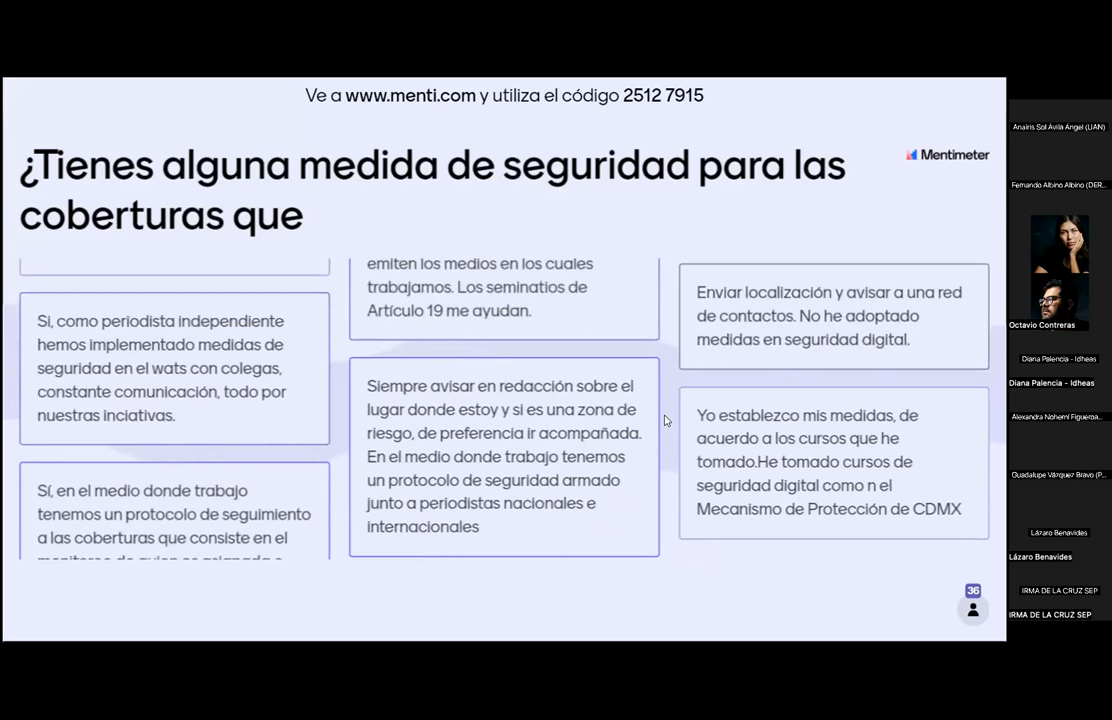 Ve a www.menti.com y utiliza el código 2512 7915
¿Tienes alguna medida de seguridad para las
coberturas que
Mentimeter
Si, como periodista independiente
hemos implementado medidas de
seguridad en el wats con colegas,
constante comunicación, todo por
nuestras inciativas.
Sí, en el medio donde trabajo
tenemos un protocolo de seguimiento
a las coberturas que consiste en el
emiten los medios en los cuales
trabajamos. Los seminatios de
Artículo 19 me ayudan.
Siempre avisar en redacción sobre el
lugar donde estoy y si es una zona de
riesgo, de preferencia ir acompañada.
En el medio donde trabajo tenemos
un protocolo de seguridad armado
junto a periodistas nacionales e
internacionales
Enviar localización y avisar a una red
de contactos. No he adoptado
medidas en seguridad digital.
Yo establezco mis medidas, de
acuerdo a los cursos que he
tomado.He tomado cursos de
seguridad digital como n el
Mecanismo de Protección de CDMX
36
Anairis Sol Ávila Ángel (UAN)
Fernando Albino Albino (DER...
Octavio Contreras
Diana Palencia - Idheas
Diana Palencia - Idheas
Alexandra Nohemí Figueroa...
Guadalupe Vázquez Bravo (P...
Lázaro Benavides
Lázaro Benavides
IRMA DE LA CRUZ SEP
IRMA DE LA CRUZ SEP